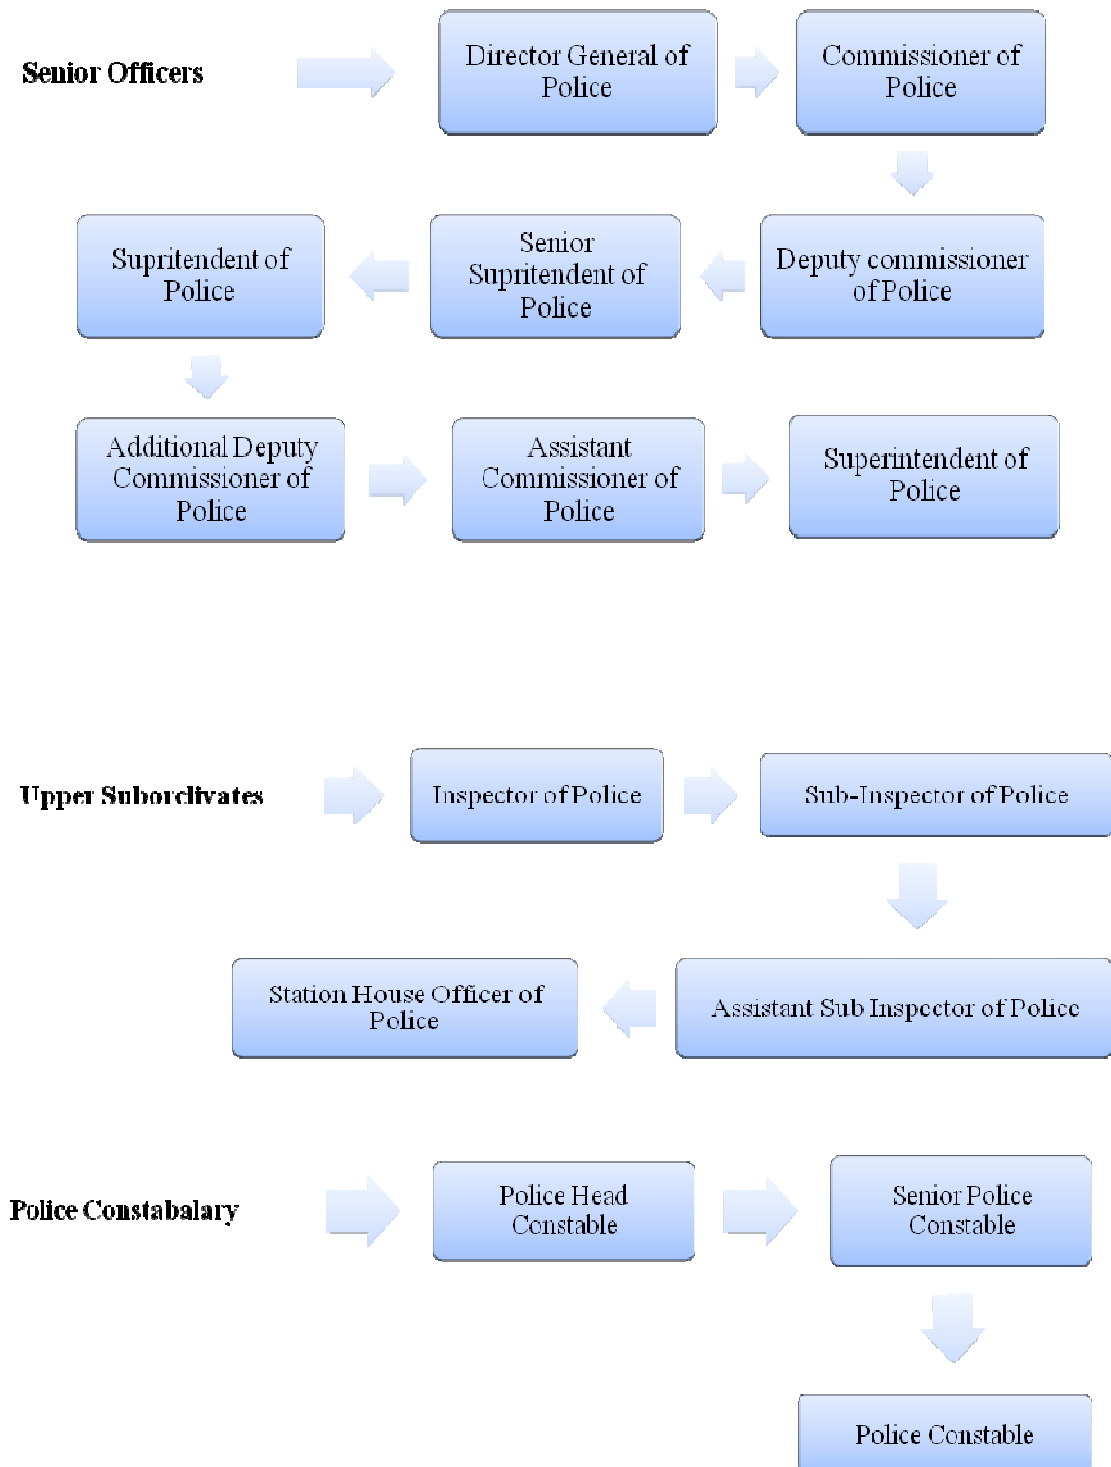 Senior Officers
Director General of
Police
Commissioner of
Police
Deputy commissioner
of Police
Senior
Supritendent of
Police
Supritendent of
Police
Additional Deputy
Commissioner of
Police
Assistant
Commissioner of
Police
Superintendent of
Police
Upper Suborclivates
Inspector of Police
Sub-Inspector of Police
Assistant Sub Inspector of Police
Station House Officer of
Police
Police Constabalary
Police Head
Constable
Senior Police
Constable
Police Constable